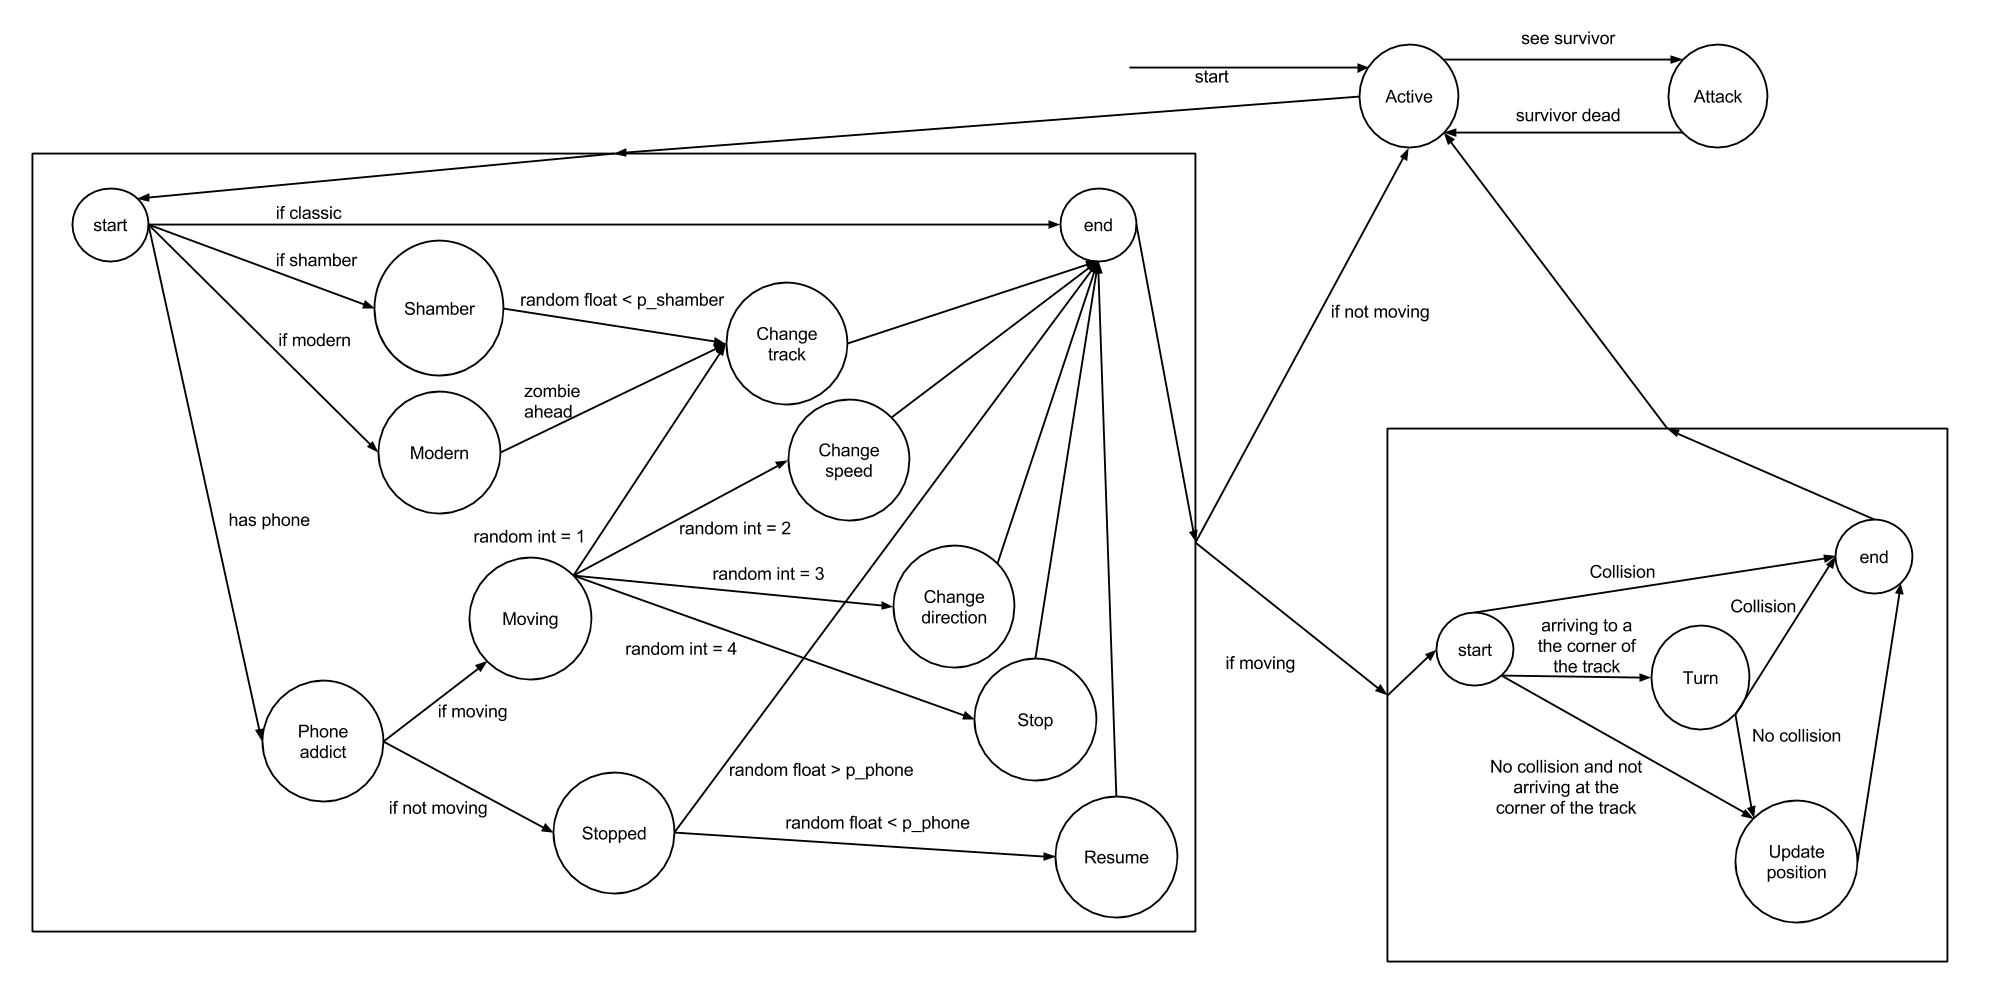 see survivor
start
Active
Attack
survivor dead
start
if classic
end
if shamber
Shamber
random float < p_shamber
Change
track
if modern
zombie
ahead
Modern
Change
speed
if not moving
has phone
random int = 1
random int = 2
random int = 3
Moving
Change
direction
random int = 4
if moving
Phone
addict
if moving
Stop
if not moving
random float > p_phone
Stopped
random float < p_phone
Resume
end
Collision
Collision
arriving to a
the corner of
the track
start
Turn
No collision
No collision and not
arriving at the
corner of the track
Update
position